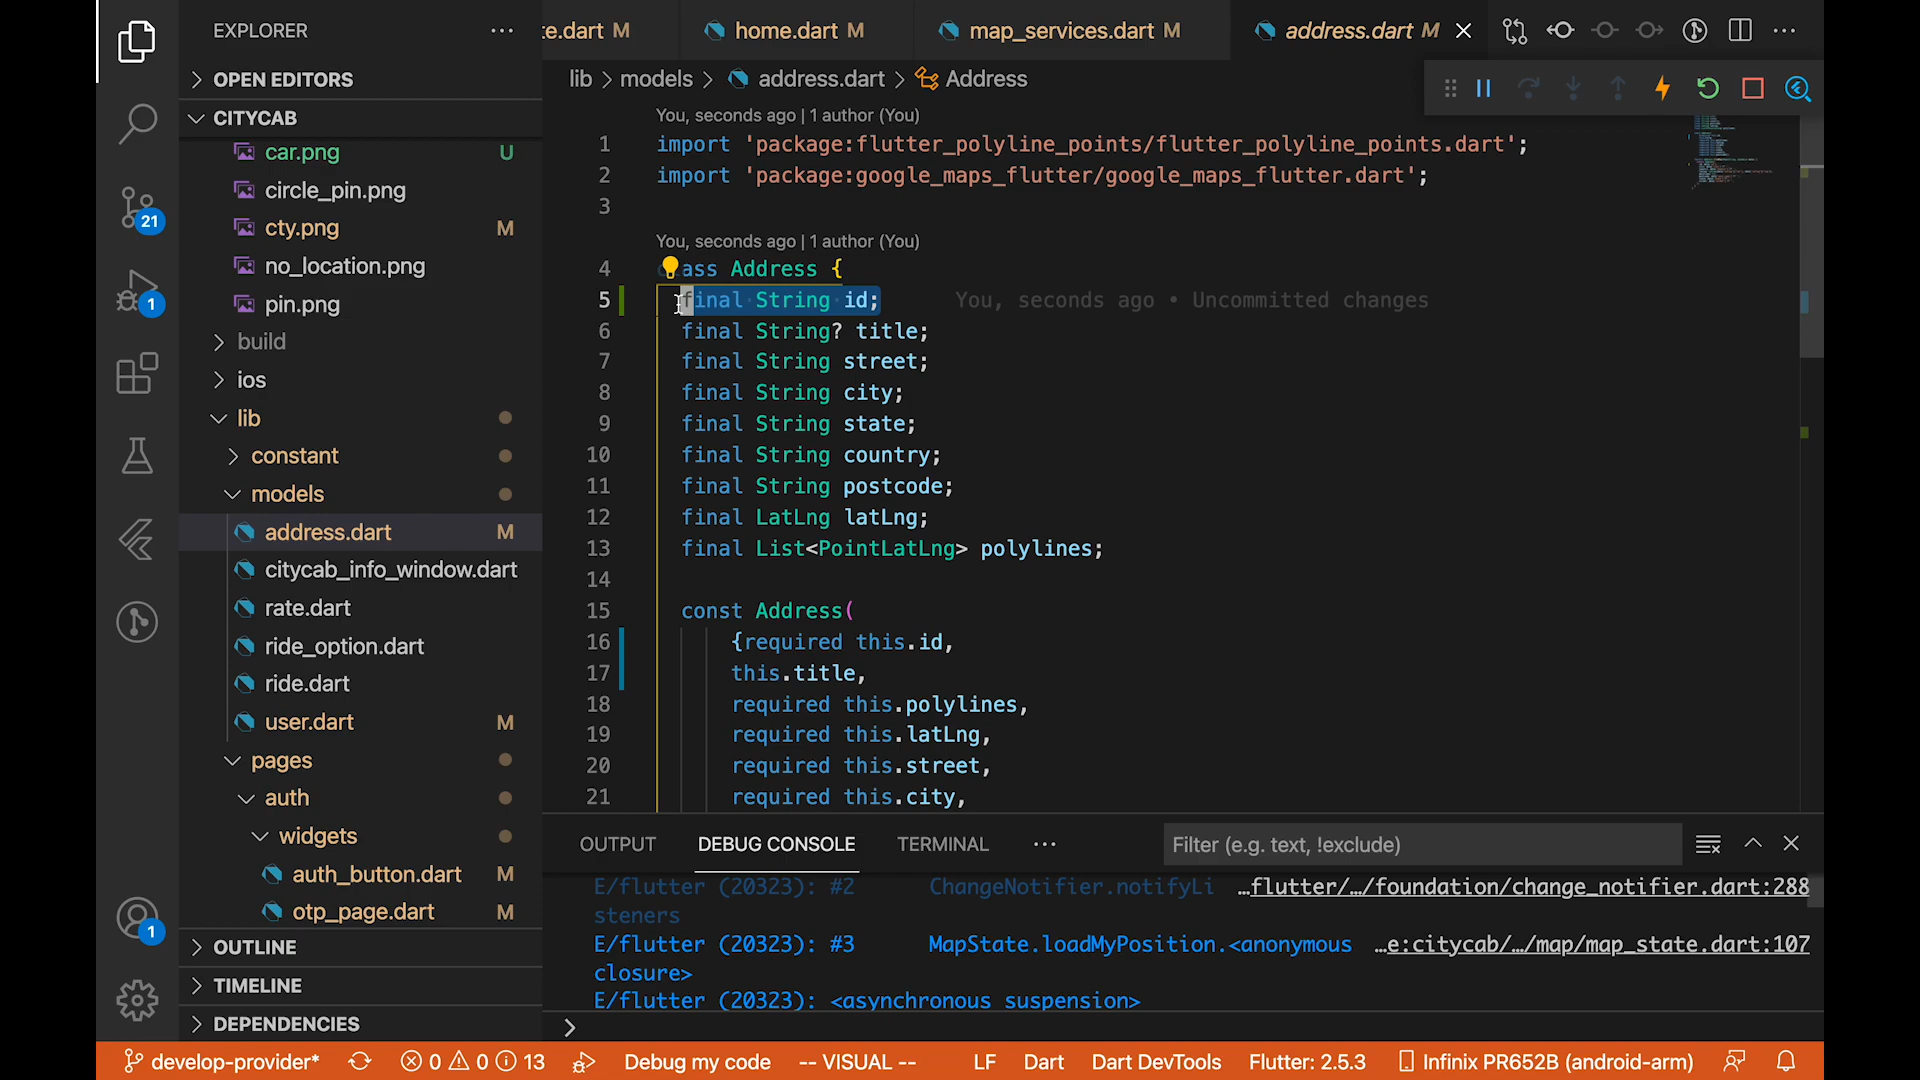 EXPLORER
OPEN EDITORS
CITYCAB
car.png U
circle_pin.png
cty.png M
no_location.png
pin.png
build
ios
lib
constant
models
address.dart M
citycab_info_window.dart
rate.dart
ride_option.dart
ride.dart
user.dart M
pages
auth
widgets
auth_button.dart M
otp_page.dart M
OUTLINE
TIMELINE
DEPENDENCIES
21
1
1
te.dart M
home.dart M
map_services.dart M
address.dart M
lib > models > address.dart > Address
You, seconds ago | 1 author (You)
1 import 'package:flutter_polyline_points/flutter_polyline_points.dart';
2 import 'package:google_maps_flutter/google_maps_flutter.dart';
3
You, seconds ago | 1 author (You)
4 class Address {
5 final String id; You, seconds ago • Uncommitted changes
6 final String? title;
7 final String street;
8 final String city;
9 final String state;
10 final String country;
11 final String postcode;
12 final LatLng latLng;
13 final List<PointLatLng> polylines;
14
15 const Address(
16 {required this.id,
17 this.title,
18 required this.polylines,
19 required this.latLng,
20 required this.street,
21 required this.city,
OUTPUT DEBUG CONSOLE TERMINAL Filter (e.g. text, !exclude)
E/flutter (20323): #2 ChangeNotifier.notifyLi …flutter/…/foundation/change_notifier.dart:288
steners
E/flutter (20323): #3 MapState.loadMyPosition.<anonymous …e:citycab/…/map/map_state.dart:107
closure>
E/flutter (20323): <asynchronous suspension>
develop-provider* 0 0 13 Debug my code -- VISUAL -- LF Dart Dart DevTools Flutter: 2.5.3 Infinix PR652B (android-arm)